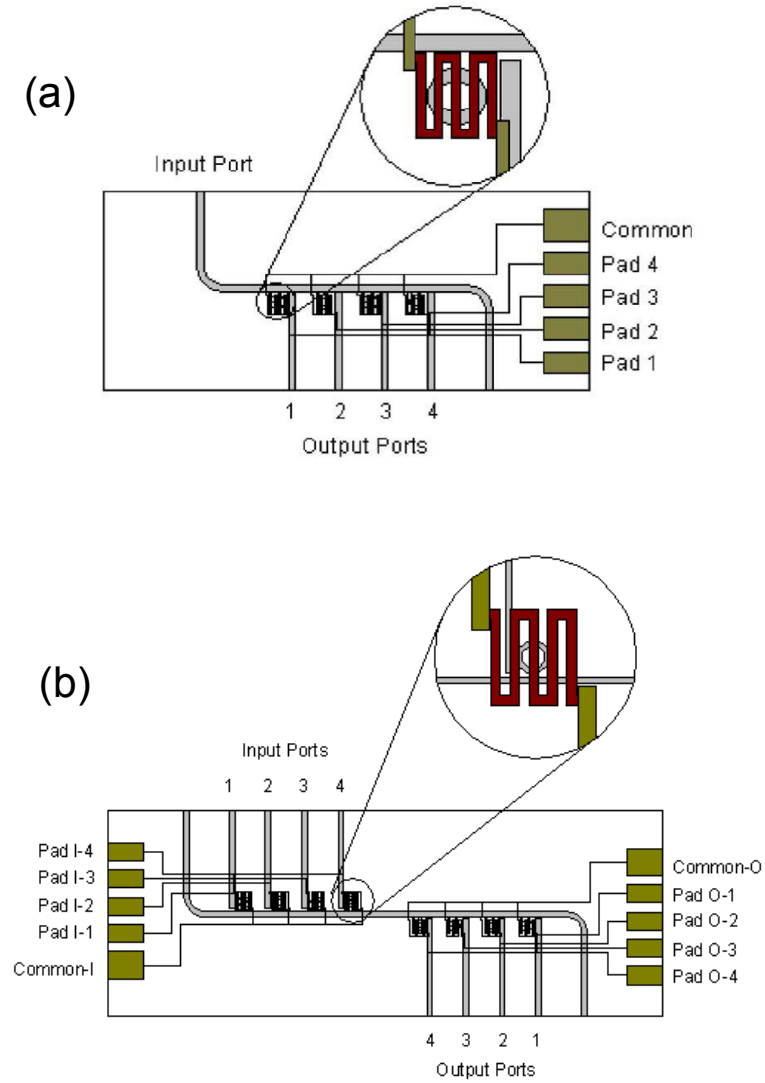 (a)
Input Port
Common
Pad 4
Pad 3
Pad 2
Pad 1
1 2 3 4
Output Ports
(b)
Input Ports
1 2 3 4
Pad I-4
Pad I-3
Pad I-2
Pad I-1
Common-I
Common-O
Pad O-1
Pad O-2
Pad O-3
Pad O-4
4 3 2 1
Output Ports